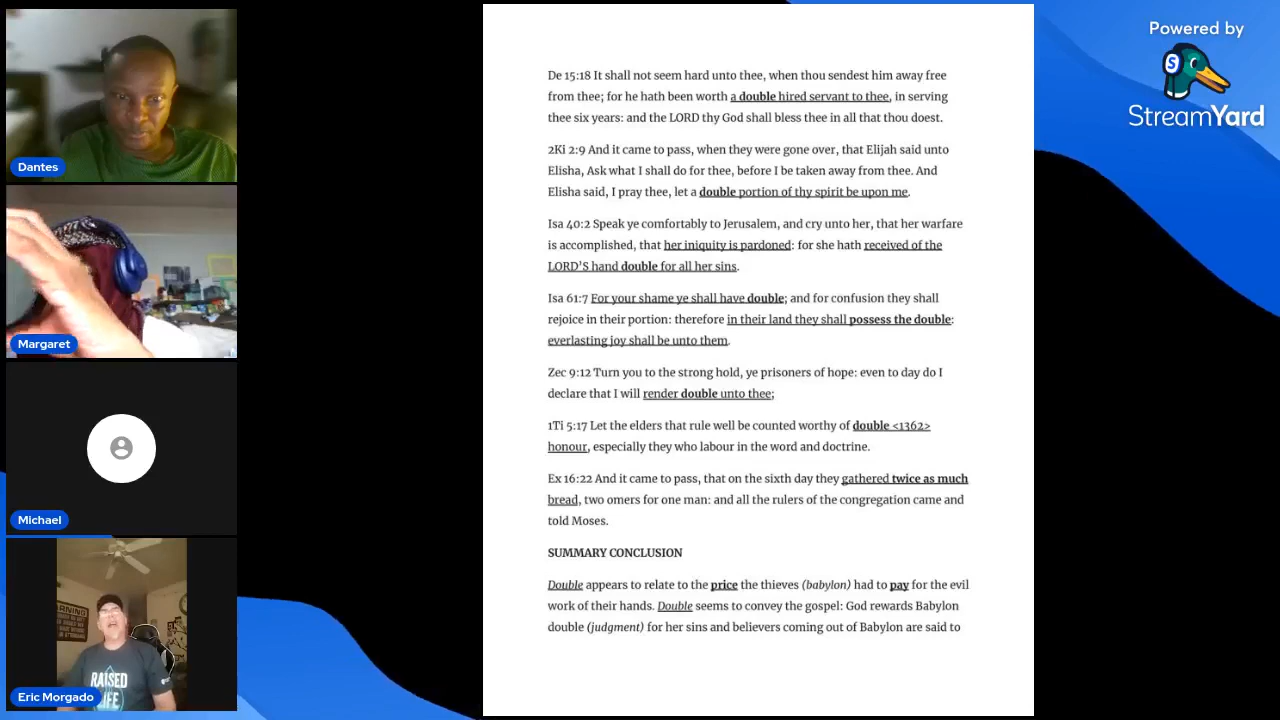 Dantes
Margaret
Michael
RAISED
LIFE
Eric Morgado
De 15:18 It shall not seem hard unto thee, when thou sendest him away free
from thee; for he hath been worth a double hired servant to thee, in serving
thee six years: and the LORD thy God shall bless thee in all that thou doest.
2Ki 2:9 And it came to pass, when they were gone over, that Elijah said unto
Elisha, Ask what I shall do for thee, before I be taken away from thee. And
Elisha said, I pray thee, let a double portion of thy spirit be upon me.
Isa 40:2 Speak ye comfortably to Jerusalem, and cry unto her, that her warfare
is accomplished, that her iniquity is pardoned: for she hath received of the
LORD'S hand double for all her sins.
Isa 61:7 For your shame ye shall have double; and for confusion they shall
rejoice in their portion: therefore in their land they shall possess the double:
everlasting joy shall be unto them.
Zec 9:12 Turn you to the strong hold, ye prisoners of hope: even to day do I
declare that I will render double unto thee;
1Ti 5:17 Let the elders that rule well be counted worthy of double <1362>
honour, especially they who labour in the word and doctrine.
Ex 16:22 And it came to pass, that on the sixth day they gathered twice as much
bread, two omers for one man: and all the rulers of the congregation came and
told Moses.
SUMMARY CONCLUSION
Double appears to relate to the price the thieves (babylon) had to pay for the evil
work of their hands. Double seems to convey the gospel: God rewards Babylon
double (judgment) for her sins and believers coming out of Babylon are said to
Powered by
S
StreamYard